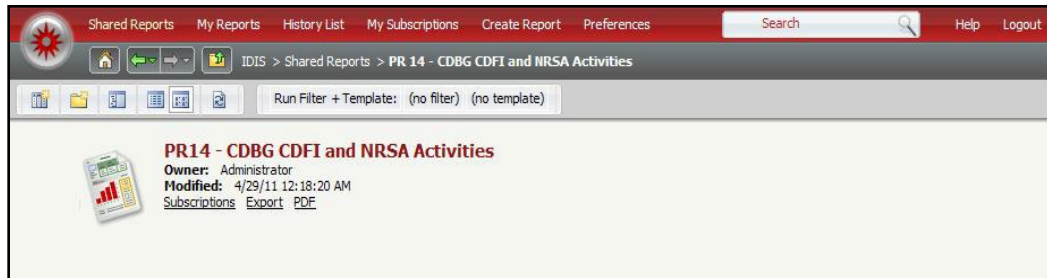 Shared Reports My Reports History List My Subscriptions Create Report Preferences Search Help Logout
IDIS > Shared Reports > PR 14 - CDBG CDFI and NRSA Activities
Run Filter + Template: (no filter) (no template)
PR14 - CDBG CDFI and NRSA Activities
Owner: Administrator
Modified: 4/29/11 12:18:20 AM
Subscriptions Export PDF